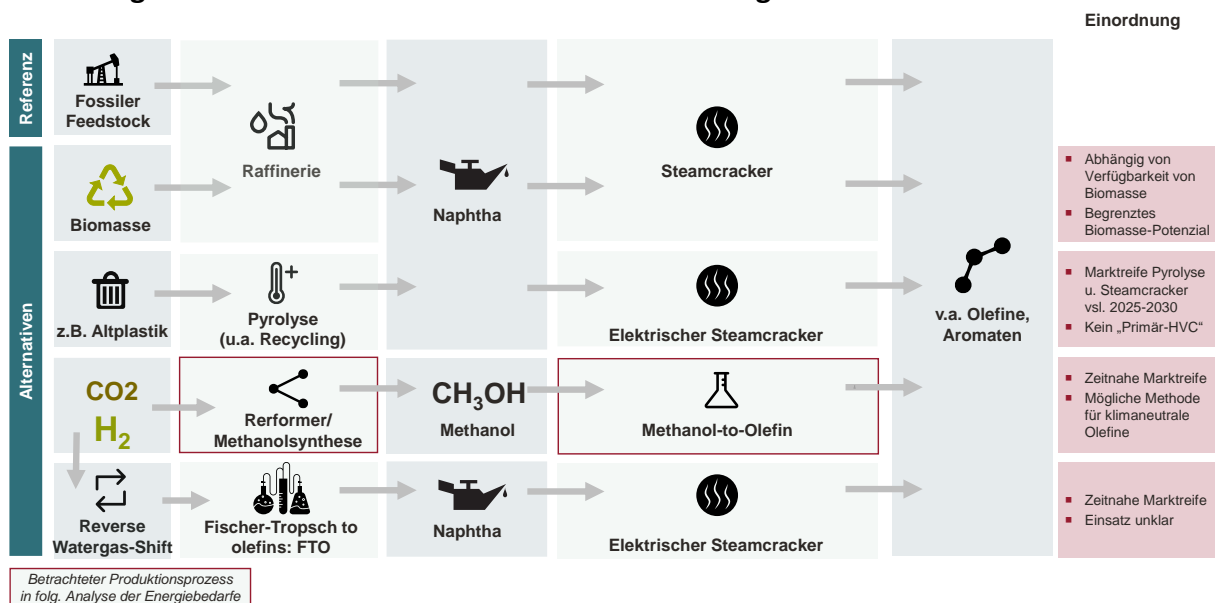 Einordnung
Referenz
Fossiler
Feedstock
Raffinerie
Steamcracker
Alternativen
Biomasse
Naphtha
Abhängig von
Verfügbarkeit von
Biomasse
Begrenztes
Biomasse-Potenzial
z.B. Altplastik
Pyrolyse
(u.a. Recycling)
Elektrischer Steamcracker
v.a. Olefine,
Aromaten
Marktreife Pyrolyse
u. Steamcracker
vsl. 2025-2030
Kein „Primär-HVC“
CO2
H₂
Rerformer/
Methanolsynthese
CH₃OH
Methanol
Methanol-to-Olefin
Zeitnahe Marktreife
Mögliche Methode
für klimaneutrale
Olefine
Reverse
Watergas-Shift
Fischer-Tropsch to
olefins: FTO
Naphtha
Elektrischer Steamcracker
Zeitnahe Marktreife
Einsatz unklar
Betrachteter Produktionsprozess
in folg. Analyse der Energiebedarfe